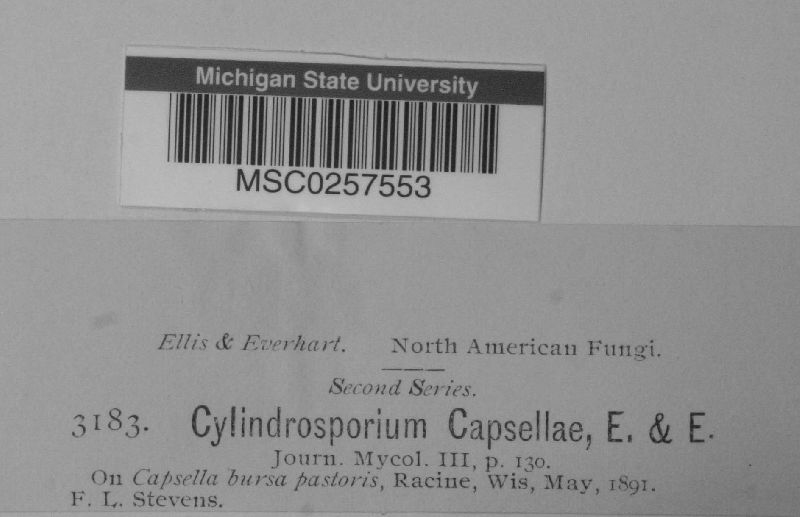 Michigan State University
MSC0257553
Ellis & Everhart. North American Fungi.
Second Series.
3183. Cylindrosporium Capsellae, E. & E.
Journ. Mycol. III, p. 130.
On Capsella bursa pastoris, Racine, Wis, May, 1891.
F. L. Stevens.